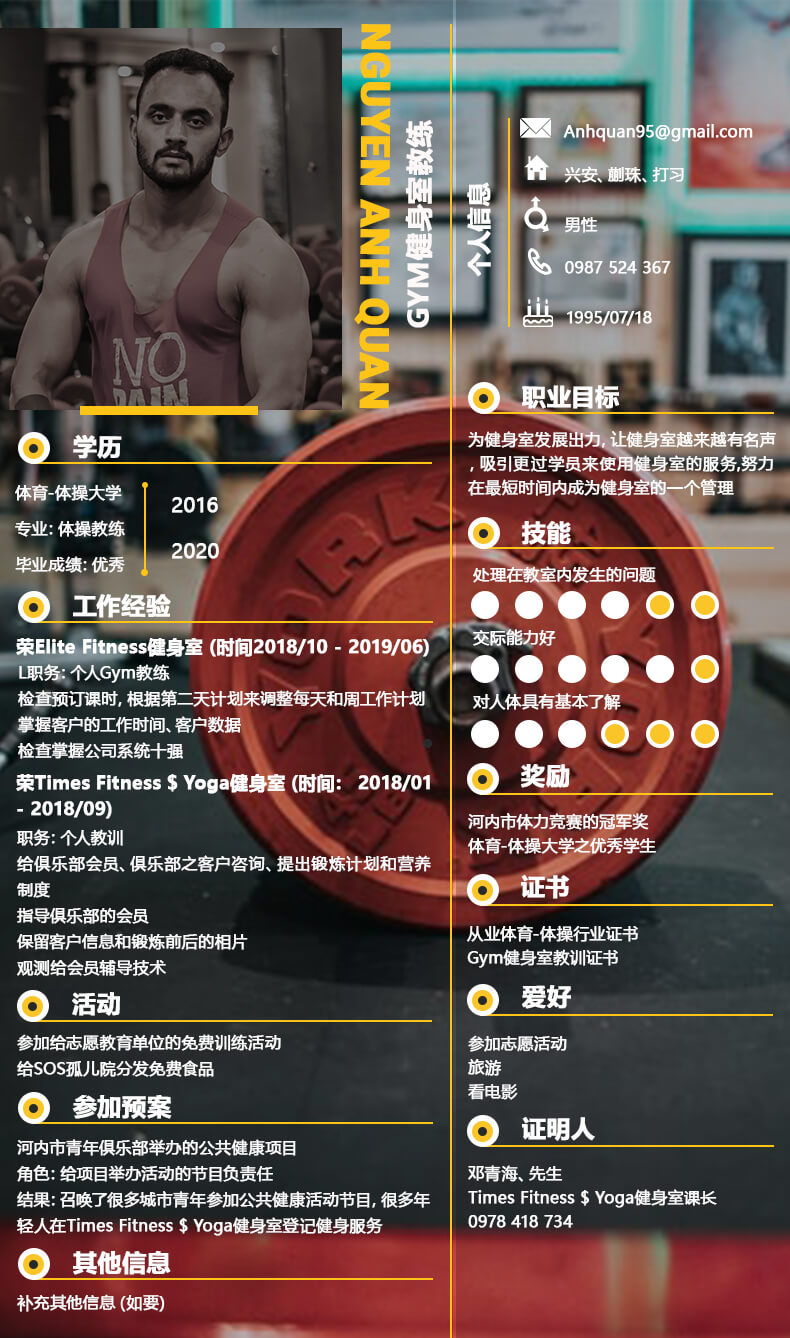 NGUYEN ANH QUAN
GYM健身室教练
NO
PAIN
个人信息
Anhquan95@gmail.com
兴安、蒯珠、打习
男性
0987 524 367
1995/07/18
学历
体育-体操大学
专业: 体操教练
毕业成绩: 优秀
2016
2020
工作经验
荣Elite Fitness健身室 (时间2018/10 - 2019/06)
L职务: 个人Gym教练
检查预订课时, 根据第二天计划来调整每天和周工作计划
掌握客户的工作时间、客户数据
检查掌握公司系统十强
荣Times Fitness $ Yoga健身室 (时间： 2018/01
- 2018/09)
职务: 个人教训
给俱乐部会员、俱乐部之客户咨询、提出锻炼计划和营养
制度
指导俱乐部的会员
保留客户信息和锻炼前后的相片
观测给会员辅导技术
活动
参加给志愿教育单位的免费训练活动
给SOS孤儿院分发免费食品
参加预案
河内市青年俱乐部举办的公共健康项目
角色: 给项目举办活动的节目负责任
结果: 召唤了很多城市青年参加公共健康活动节目, 很多年
轻人在Times Fitness $ Yoga健身室登记健身服务
其他信息
补充其他信息 (如要)
职业目标
为健身室发展出力, 让健身室越来越有名声
, 吸引更过学员来使用健身室的服务,努力
在最短时间内成为健身室的一个管理
技能
处理在教室内发生的问题
交际能力好
对人体具有基本了解
奖励
河内市体力竞赛的冠军奖
体育-体操大学之优秀学生
证书
从业体育-体操行业证书
Gym健身室教训证书
爱好
参加志愿活动
旅游
看电影
证明人
邓青海、先生
Times Fitness $ Yoga健身室课长
0978 418 734
YORK